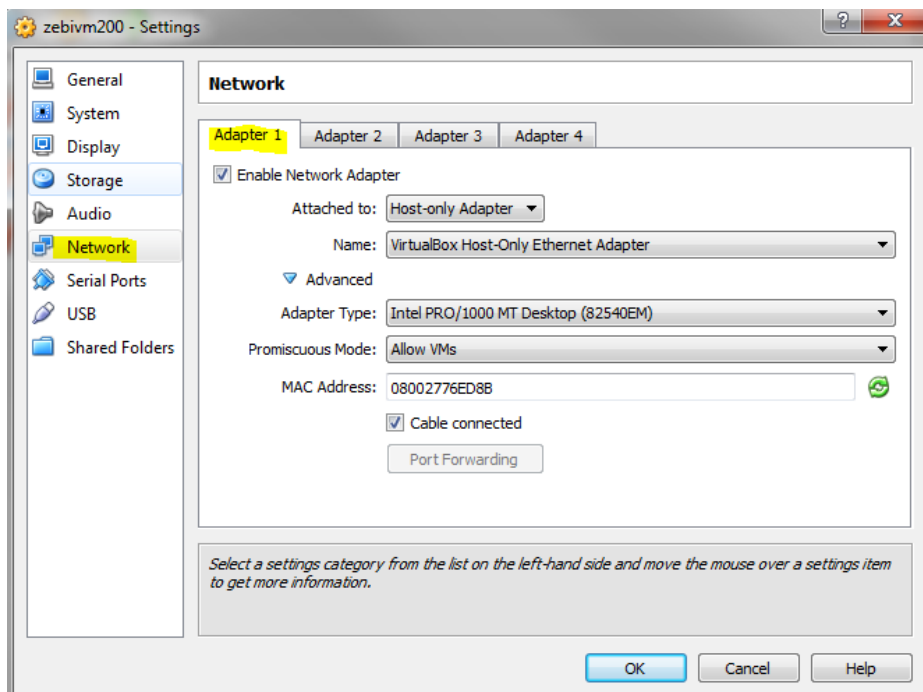 zebivm200 - Settings
?
X
General
System
Display
Storage
Audio
Network
Serial Ports
USB
Shared Folders
Network
Adapter 1 Adapter 2 Adapter 3 Adapter 4
Enable Network Adapter
Attached to: Host-only Adapter
Name: VirtualBox Host-Only Ethernet Adapter
Advanced
Adapter Type: Intel PRO/1000 MT Desktop (82540EM)
Promiscuous Mode: Allow VMs
MAC Address: 08002776ED8B
Cable connected
Port Forwarding
Select a settings category from the list on the left-hand side and move the mouse over a settings item
to get more information.
OK Cancel Help